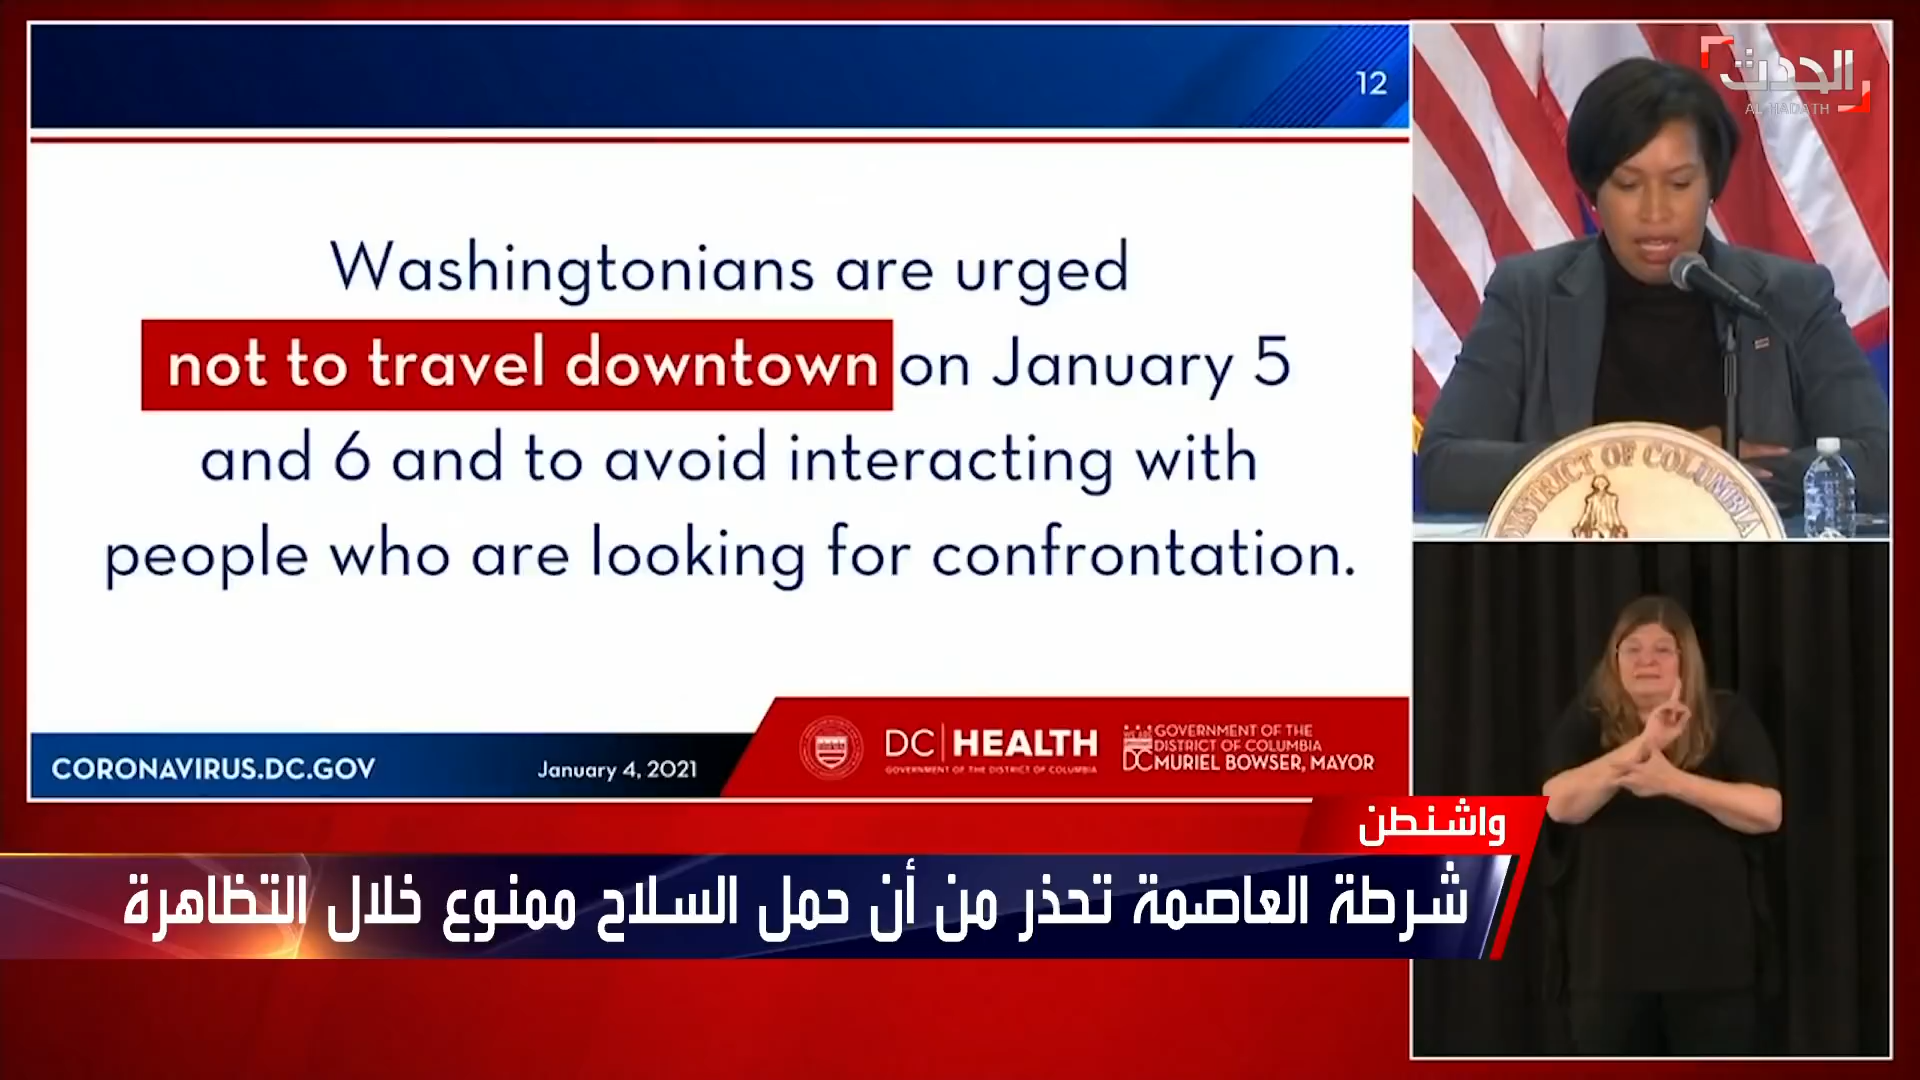 12
الحدث
AL HADATH
Washingtonians are urged
not to travel downtown on January 5
and 6 and to avoid interacting with
people who are looking for confrontation.
DISTRICT OF COLUMBIA
CORONAVIRUS.DC.GOV
January 4, 2021
DC HEALTH
GOVERNMENT OF THE DISTRICT OF COLUMBIA
WE ARE
DC
GOVERNMENT OF THE
DISTRICT OF COLUMBIA
MURIEL BOWSER, MAYOR
واشنطن
شرطة العاصمة تحذر من أن حمل السلاح ممنوع خلال التظاهرة